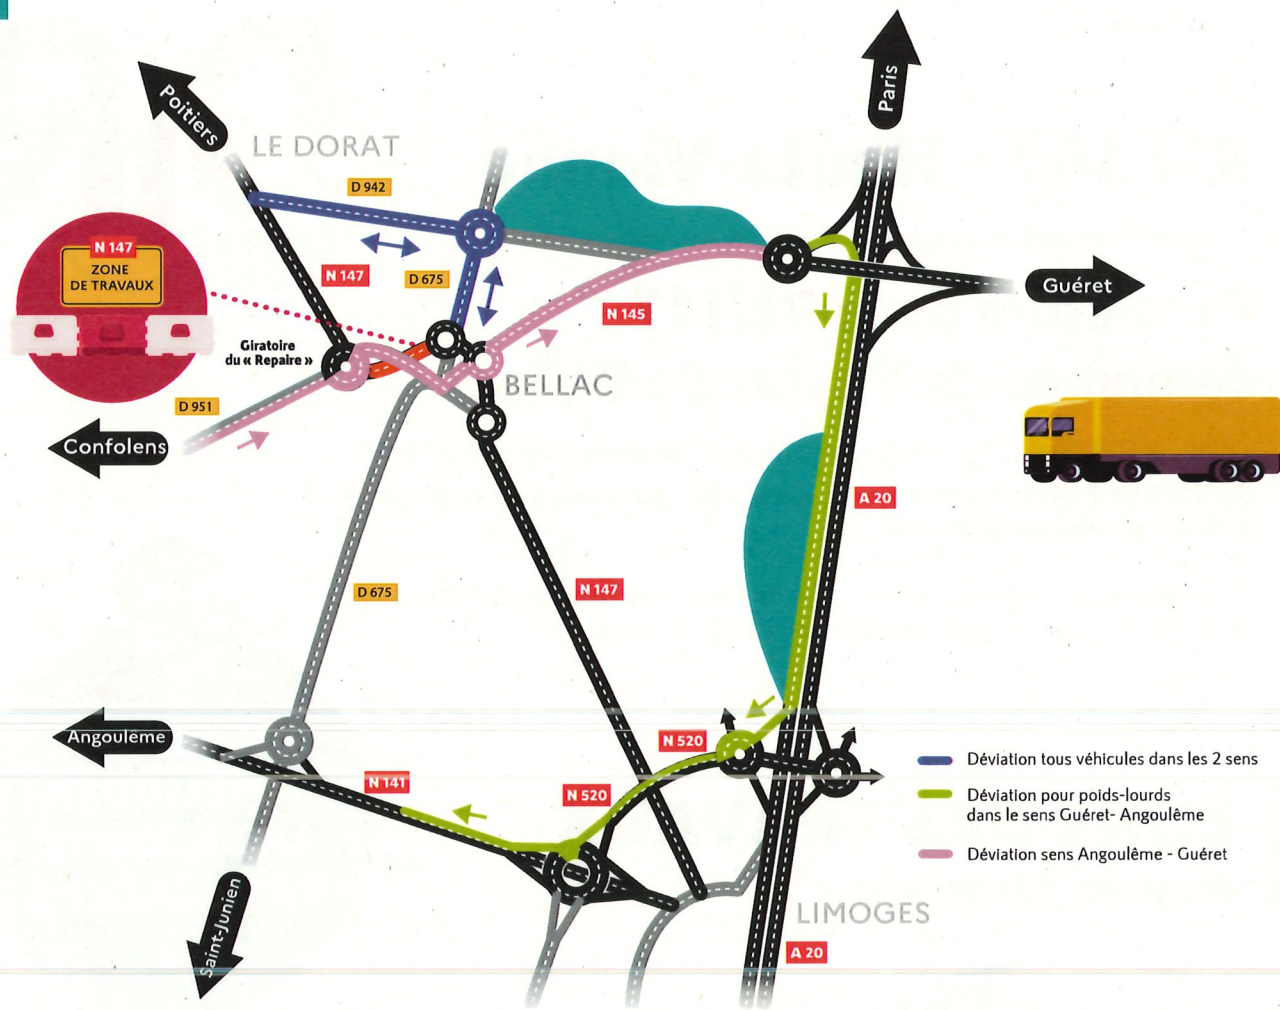 Paris
Poitiers
LE DORAT
D 942
N 147
ZONE
DE TRAVAUX
N 147
D 675
Guéret
N 145
Giratoire
du « Repaire »
BELLAC
D 951
Confolens
A 20
D 675
N 147
Angoulême
N 520
N 141
N 520
Déviation tous véhicules dans les 2 sens
Déviation pour poids-lourds
dans le sens Guéret- Angoulême
Déviation sens Angoulême - Guéret
Saint-Junien
LIMOGES
A 20